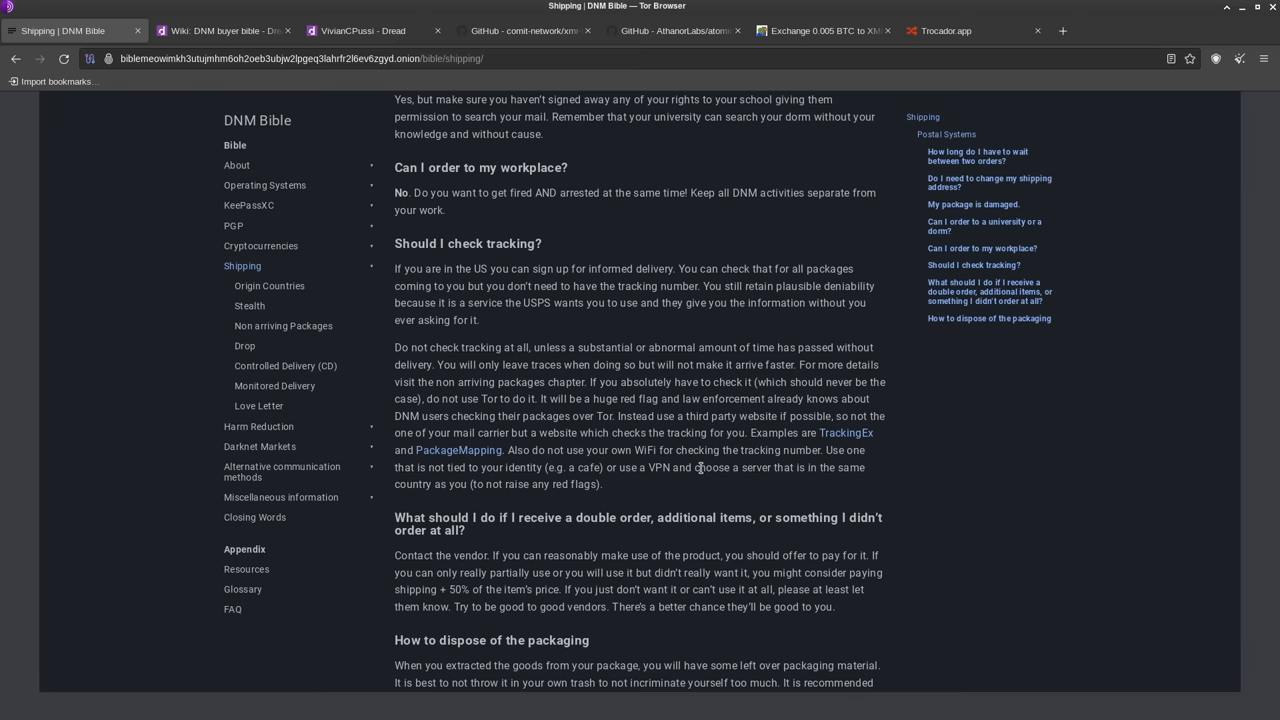 Shipping | DNM Bible — Tor Browser
Shipping | DNM Bible
Wiki: DNM buyer bible - Dre
VivianCPussi - Dread
GitHub - comit-network/xm
GitHub - AthanorLabs/atomi
Exchange 0.005 BTC to XM
Trocador.app
biblemeowimkh3utujmhm6oh2oeb3ubjw2lpgeq3lahrfr2l6ev6zgyd.onion/bible/shipping/
Import bookmarks...
DNM Bible
Bible
About
Operating Systems
KeePassXC
PGP
Cryptocurrencies
Shipping
Origin Countries
Stealth
Non arriving Packages
Drop
Controlled Delivery (CD)
Monitored Delivery
Love Letter
Harm Reduction
Darknet Markets
Alternative communication
methods
Miscellaneous information
Closing Words
Appendix
Resources
Glossary
FAQ
Yes, but make sure you haven't signed away any of your rights to your school giving them
permission to search your mail. Remember that your university can search your dorm without your
knowledge and without cause.
Can I order to my workplace?
No. Do you want to get fired AND arrested at the same time! Keep all DNM activities separate from
your work.
Should I check tracking?
If you are in the US you can sign up for informed delivery. You can check that for all packages
coming to you but you don't need to have the tracking number. You still retain plausible deniability
because it is a service the USPS wants you to use and they give you the information without you
ever asking for it.
Do not check tracking at all, unless a substantial or abnormal amount of time has passed without
delivery. You will only leave traces when doing so but will not make it arrive faster. For more details
visit the non arriving packages chapter. If you absolutely have to check it (which should never be the
case), do not use Tor to do it. It will be a huge red flag and law enforcement already knows about
DNM users checking their packages over Tor. Instead use a third party website if possible, so not the
one of your mail carrier but a website which checks the tracking for you. Examples are TrackingEx
and PackageMapping. Also do not use your own WiFi for checking the tracking number. Use one
that is not tied to your identity (e.g. a cafe) or use a VPN and choose a server that is in the same
country as you (to not raise any red flags).
What should I do if I receive a double order, additional items, or something I didn't
order at all?
Contact the vendor. If you can reasonably make use of the product, you should offer to pay for it. If
you can only really partially use or you will use it but didn't really want it, you might consider paying
shipping + 50% of the item's price. If you just don't want it or can't use it at all, please at least let
them know. Try to be good to good vendors. There's a better chance they'll be good to you.
How to dispose of the packaging
When you extracted the goods from your package, you will have some left over packaging material.
It is best to not throw it in your own trash to not incriminate yourself too much. It is recommended
Shipping
Postal Systems
How long do I have to wait
between two orders?
Do I need to change my shipping
address?
My package is damaged.
Can I order to a university or a
dorm?
Can I order to my workplace?
Should I check tracking?
What should I do if I receive a
double order, additional items, or
something I didn't order at all?
How to dispose of the packaging